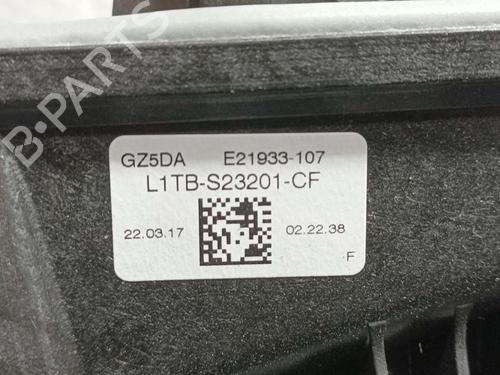 B-PARTS
GZ5DA E21933-107
L1TB-S23201-CF
22.03.17 02.22.38
F